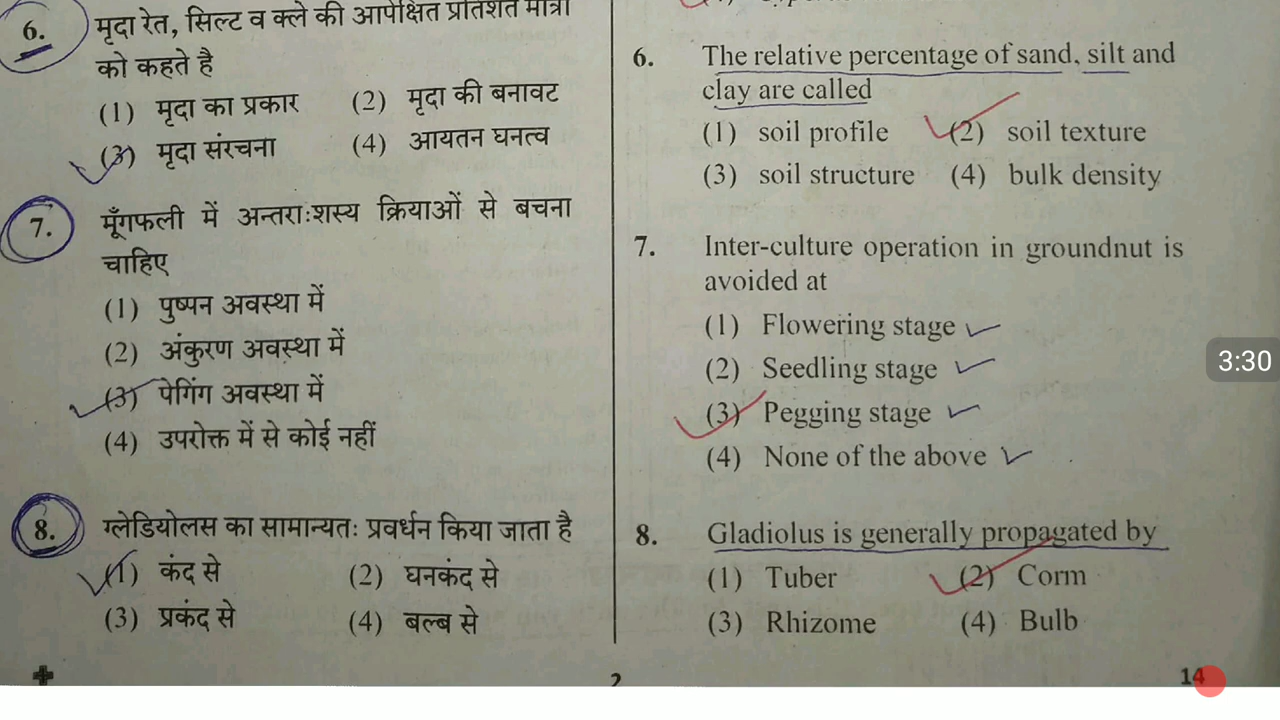 6. मृदा रेत, सिल्ट व क्ले की आपेक्षित प्रतिशत मात्रा
को कहते है
(1) मृदा का प्रकार (2) मृदा की बनावट
(3) मृदा संरचना (4) आयतन घनत्व
7. मूँगफली में अन्तराःशस्य क्रियाओं से बचना
चाहिए
(1) पुष्पन अवस्था में
(2) अंकुरण अवस्था में
(3) पेगिंग अवस्था में
(4) उपरोक्त में से कोई नहीं
8. ग्लेडियोलस का सामान्यतः प्रवर्धन किया जाता है
(1) कंद से (2) घनकंद से
(3) प्रकंद से (4) बल्ब से
6. The relative percentage of sand, silt and
clay are called
(1) soil profile (2) soil texture
(3) soil structure (4) bulk density
7. Inter-culture operation in groundnut is
avoided at
(1) Flowering stage
(2) Seedling stage
(3) Pegging stage
(4) None of the above
8. Gladiolus is generally propagated by
(1) Tuber (2) Corm
(3) Rhizome (4) Bulb
3:30
2
14